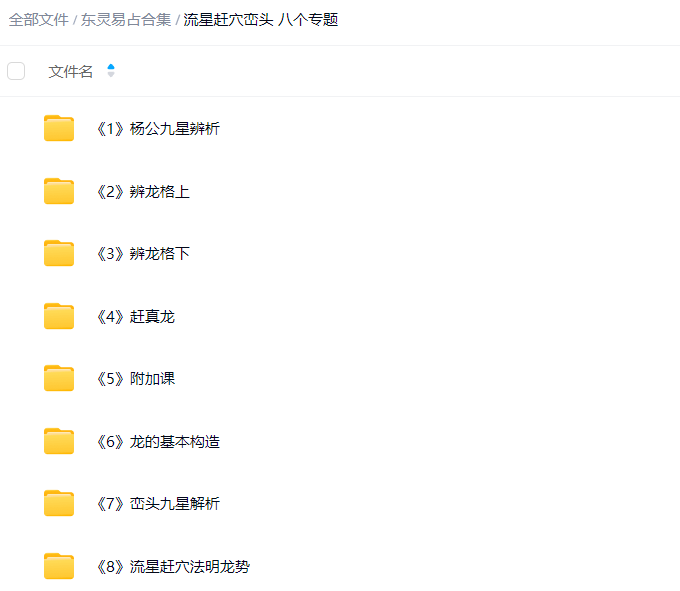 全部文件 / 东灵易占合集 / 流星赶穴峦头 八个专题
文件名
《1》杨公九星辨析
《2》辨龙格上
《3》辨龙格下
《4》赶真龙
《5》附加课
《6》龙的基本构造
《7》峦头九星解析
《8》流星赶穴法明龙势